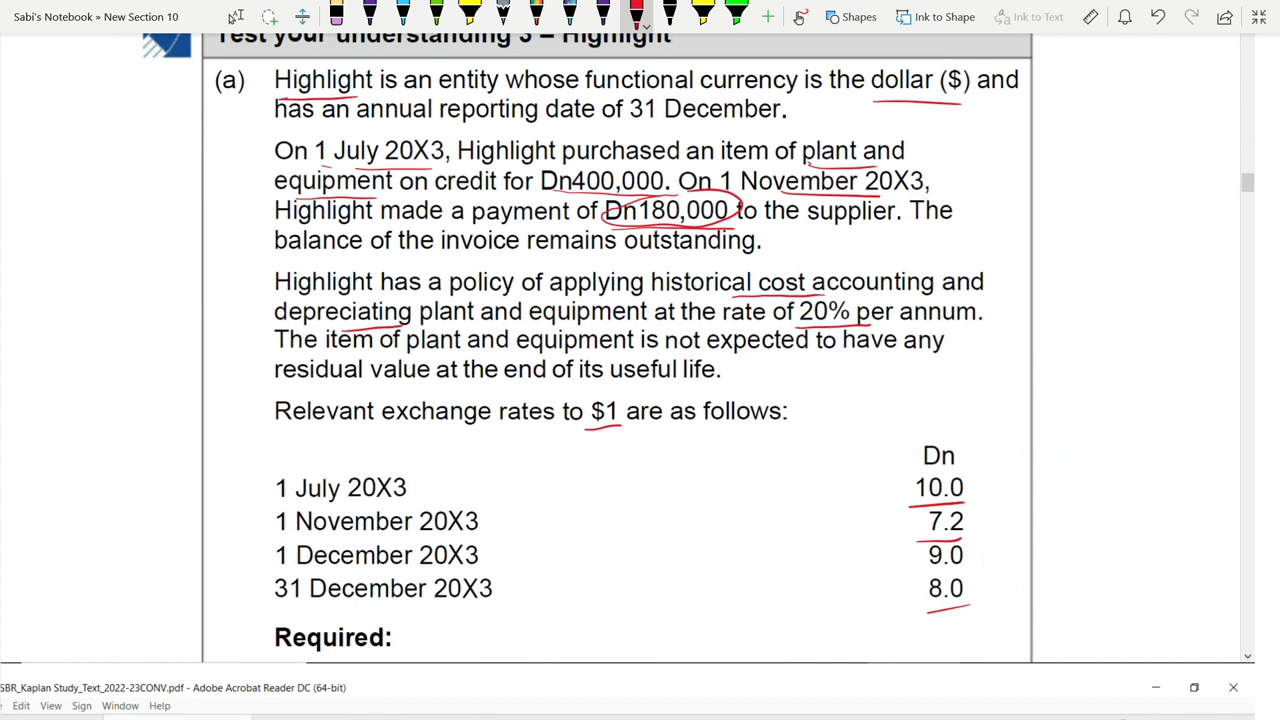 Sabi's Notebook » New Section 10
Shapes
Ink to Shape
Ink to Text
Test your understanding 3 – Highlight
(a) Highlight is an entity whose functional currency is the dollar ($) and
has an annual reporting date of 31 December.
On 1 July 20X3, Highlight purchased an item of plant and
equipment on credit for Dn400,000. On 1 November 20X3,
Highlight made a payment of Dn180,000 to the supplier. The
balance of the invoice remains outstanding.
Highlight has a policy of applying historical cost accounting and
depreciating plant and equipment at the rate of 20% per annum.
The item of plant and equipment is not expected to have any
residual value at the end of its useful life.
Relevant exchange rates to $1 are as follows:
Dn
1 July 20X3 10.0
1 November 20X3 7.2
1 December 20X3 9.0
31 December 20X3 8.0
Required:
SBR_Kaplan Study_Text_2022-23CONV.pdf - Adobe Acrobat Reader DC (64-bit)
Edit View Sign Window Help